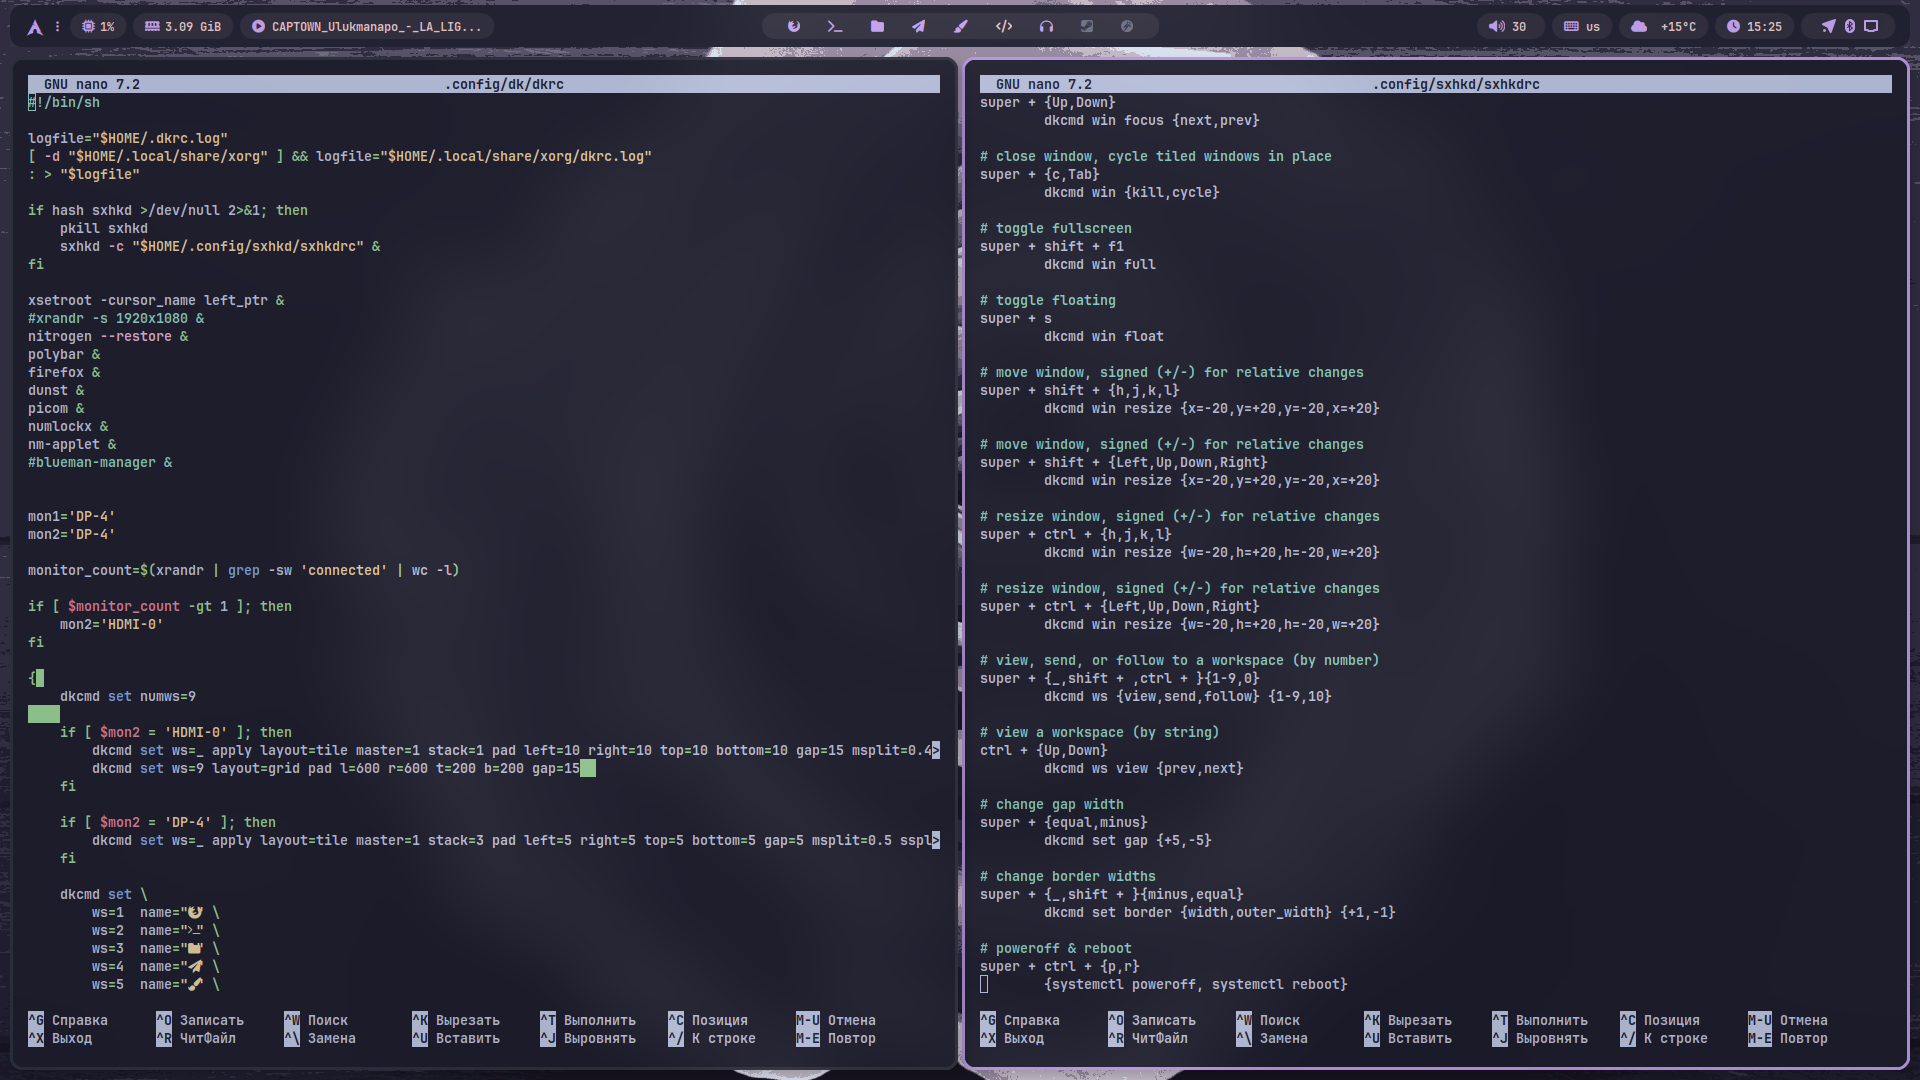 1% 3.09 GiB CAPTOWN_Ulukmanapo_-_LA_LIG... 30 us +15°C 15:25
GNU nano 7.2 .config/dk/dkrc
#!/bin/sh
logfile="$HOME/.dkrc.log"
[ -d "$HOME/.local/share/xorg" ] && logfile="$HOME/.local/share/xorg/dkrc.log"
: > "$logfile"
if hash sxhkd >/dev/null 2>&1; then
    pkill sxhkd
    sxhkd -c "$HOME/.config/sxhkd/sxhkdrc" &
fi
xsetroot -cursor_name left_ptr &
#xrandr -s 1920x1080 &
nitrogen --restore &
polybar &
firefox &
dunst &
picom &
numlockx &
nm-applet &
#blueman-manager &
mon1='DP-4'
mon2='DP-4'
monitor_count=$(xrandr | grep -sw 'connected' | wc -l)
if [ $monitor_count -gt 1 ]; then
    mon2='HDMI-0'
fi
{
    dkcmd set numws=9
    if [ $mon2 = 'HDMI-0' ]; then
        dkcmd set ws=_ apply layout=tile master=1 stack=1 pad left=10 right=10 top=10 bottom=10 gap=15 msplit=0.4>
        dkcmd set ws=9 layout=grid pad l=600 r=600 t=200 b=200 gap=15
    fi
    if [ $mon2 = 'DP-4' ]; then
        dkcmd set ws=_ apply layout=tile master=1 stack=3 pad left=5 right=5 top=5 bottom=5 gap=5 msplit=0.5 sspl>
    fi
    dkcmd set \
        ws=1  name="" \
        ws=2  name="" \
        ws=3  name="" \
        ws=4  name="" \
        ws=5  name="" \
^G Справка ^O Записать ^W Поиск ^K Вырезать ^T Выполнить ^C Позиция M-U Отмена
^X Выход ^R ЧитФайл ^\ Замена ^U Вставить ^J Выровнять ^/ К строке M-E Повтор
GNU nano 7.2 .config/sxhkd/sxhkdrc
super + {Up,Down}
        dkcmd win focus {next,prev}
# close window, cycle tiled windows in place
super + {c,Tab}
        dkcmd win {kill,cycle}
# toggle fullscreen
super + shift + f1
        dkcmd win full
# toggle floating
super + s
        dkcmd win float
# move window, signed (+/-) for relative changes
super + shift + {h,j,k,l}
        dkcmd win resize {x=-20,y=+20,y=-20,x=+20}
# move window, signed (+/-) for relative changes
super + shift + {Left,Up,Down,Right}
        dkcmd win resize {x=-20,y=+20,y=-20,x=+20}
# resize window, signed (+/-) for relative changes
super + ctrl + {h,j,k,l}
        dkcmd win resize {w=-20,h=+20,h=-20,w=+20}
# resize window, signed (+/-) for relative changes
super + ctrl + {Left,Up,Down,Right}
        dkcmd win resize {w=-20,h=+20,h=-20,w=+20}
# view, send, or follow to a workspace (by number)
super + {_,shift + ,ctrl + }{1-9,0}
        dkcmd ws {view,send,follow} {1-9,10}
# view a workspace (by string)
ctrl + {Up,Down}
        dkcmd ws view {prev,next}
# change gap width
super + {equal,minus}
        dkcmd set gap {+5,-5}
# change border widths
super + {_,shift + }{minus,equal}
        dkcmd set border {width,outer_width} {+1,-1}
# poweroff & reboot
super + ctrl + {p,r}
        {systemctl poweroff, systemctl reboot}
^G Справка ^O Записать ^W Поиск ^K Вырезать ^T Выполнить ^C Позиция M-U Отмена
^X Выход ^R ЧитФайл ^\ Замена ^U Вставить ^J Выровнять ^/ К строке M-E Повтор